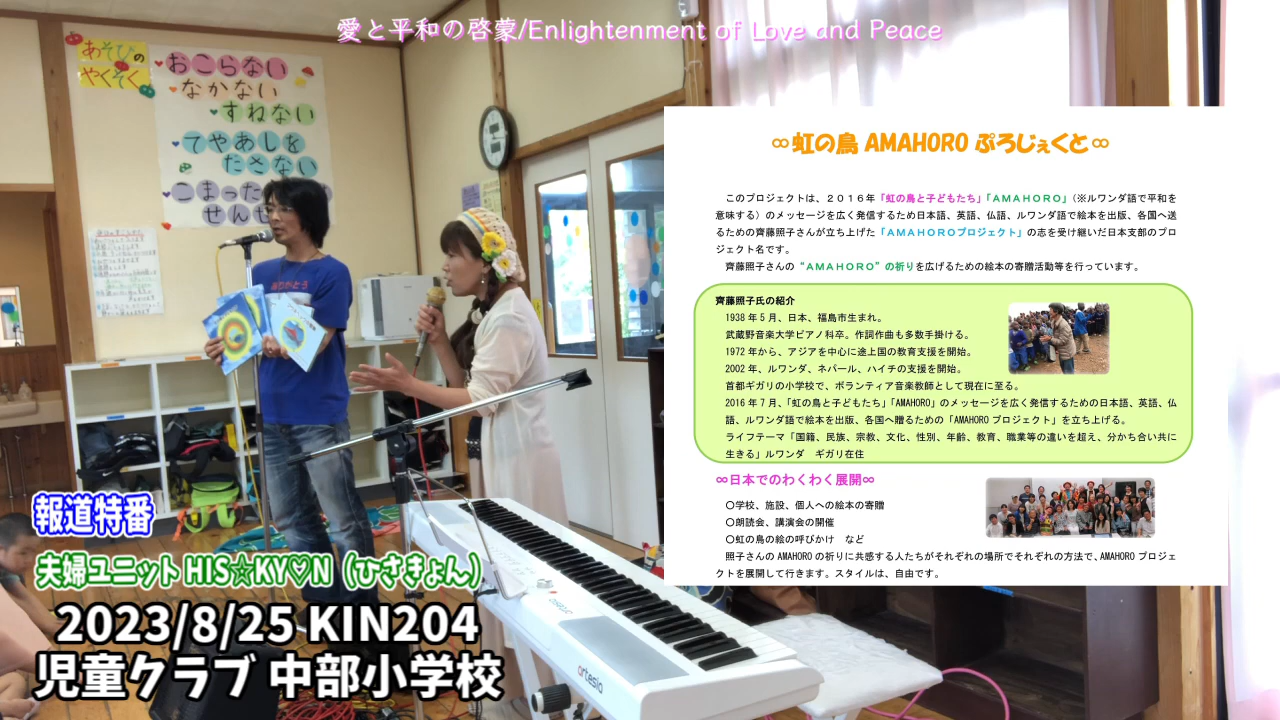 愛と平和の啓蒙/Enlightenment of Love and Peace
あそびの
やくそく
おこらない
なかない
すねない
てやあしを
ださない
こまった
せんせ
ありがとう
∞虹の鳥 AMAHORO ぷろじぇくと∞
このプロジェクトは、2016年「虹の鳥と子どもたち」「AMAHORO」(※ルワンダ語で平和を
意味する)のメッセージを広く発信するため日本語、英語、仏語、ルワンダ語で絵本を出版、各国へ送
るための齊藤照子さんが立ち上げた「AMAHOROプロジェクト」の志を受け継いだ日本支部のプロ
ジェクト名です。
齊藤照子さんの“AMAHORO”の祈りを広げるための絵本の寄贈活動等を行っています。
齊藤照子氏の紹介
1938年5月、日本、福島市生まれ。
武蔵野音楽大学ピアノ科卒。作詞作曲も多数手掛ける。
1972年から、アジアを中心に途上国の教育支援を開始。
2002年、ルワンダ、ネパール、ハイチの支援を開始。
首都ギガリの小学校で、ボランティア音楽教師として現在に至る。
2016年7月、「虹の鳥と子どもたち」「AMAHORO」のメッセージを広く発信するための日本語、英語、仏
語、ルワンダ語で絵本を出版、各国へ贈るための「AMAHOROプロジェクト」を立ち上げる。
ライフテーマ「国籍、民族、宗教、文化、性別、年齢、教育、職業等の違いを超え、分かち合い共に
生きる」ルワンダ ギガリ在住
∞日本でのわくわく展開∞
〇学校、施設、個人への絵本の寄贈
〇朗読会、講演会の開催
〇虹の鳥の絵の呼びかけ など
照子さんのAMAHOROの祈りに共感する人たちがそれぞれの場所でそれぞれの方法で、AMAHOROプロジェ
クトを展開して行きます。スタイルは、自由です。
報道特番
夫婦ユニット HIS☆KY♡N (ひさきょん)
2023/8/25 KIN204
児童クラブ 中部小学校
artesia